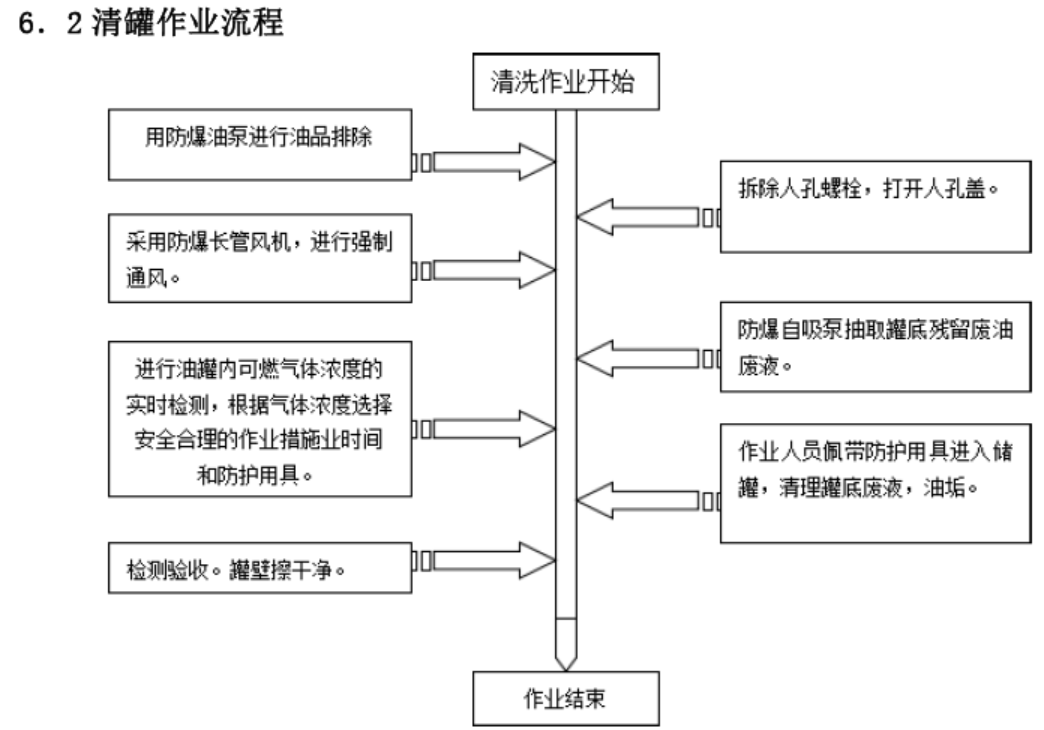 6．2清罐作业流程
清洗作业开始
用防爆油泵进行油品排除
拆除人孔螺栓，打开人孔盖。
采用防爆长管风机，进行强制
通风。
防爆自吸泵抽取罐底残留废油
废液。
进行油罐内可燃气体浓度的
实时检测，根据气体浓度选择
安全合理的作业措施业时间
和防护用具。
作业人员佩带防护用具进入储
罐，清理罐底废液，油垢。
检测验收。罐壁擦干净。
作业结束